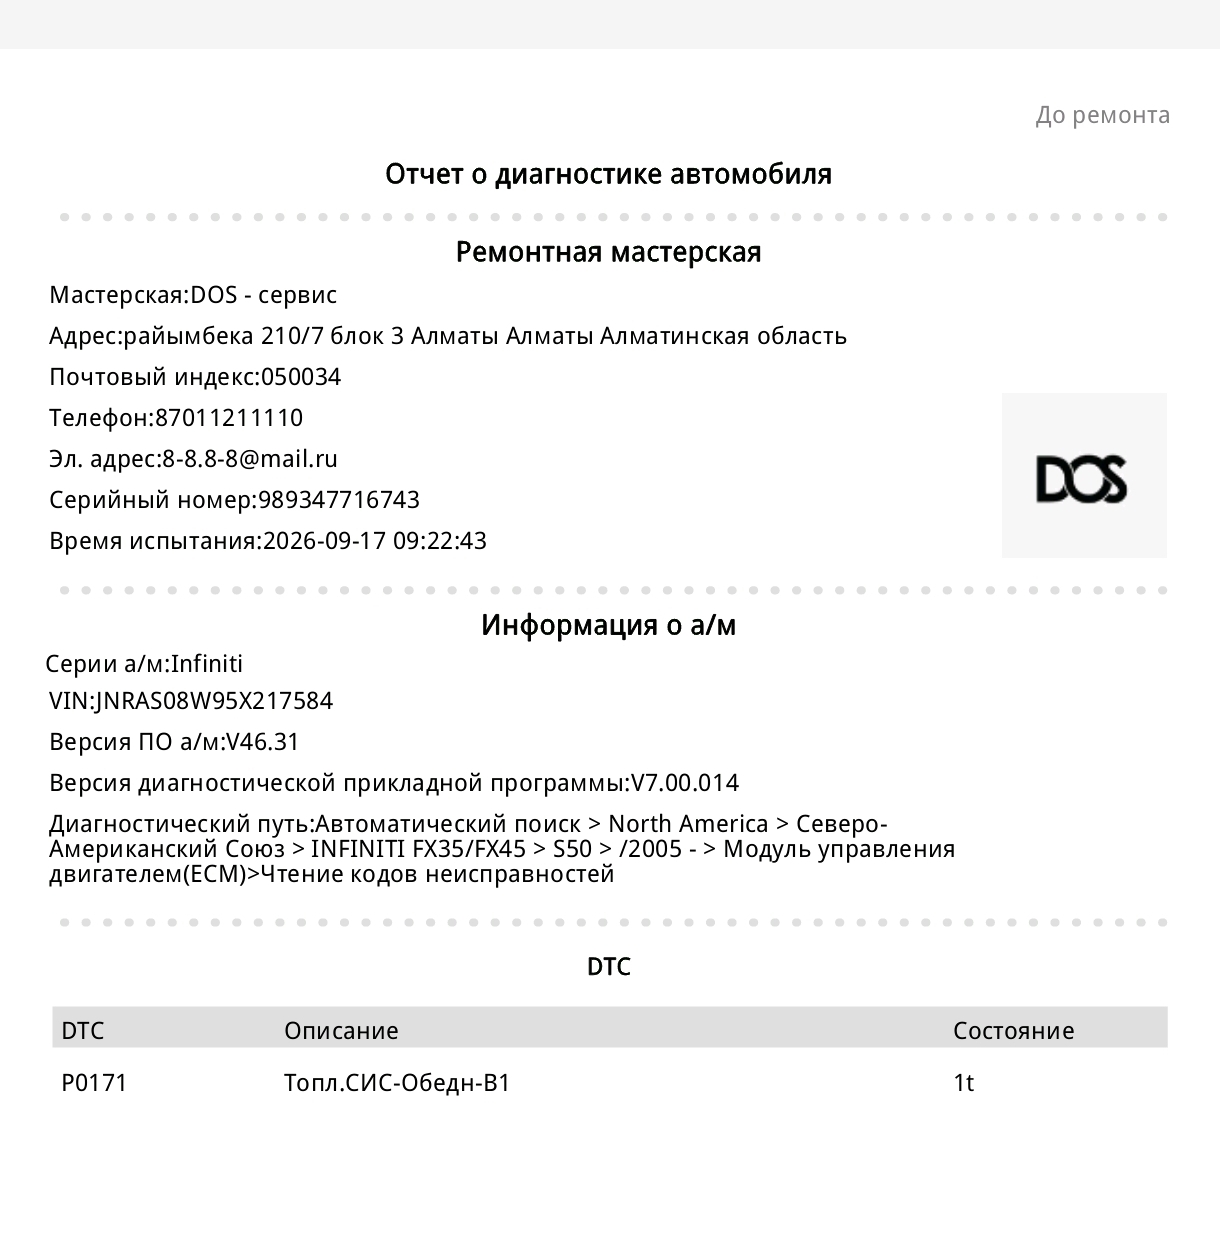 До ремонта
Отчет о диагностике автомобиля
Ремонтная мастерская
Мастерская:DOS - сервис
Адрес:райымбека 210/7 блок 3 Алматы Алматы Алматинская область
Почтовый индекс:050034
Телефон:87011211110
Эл. адрес:8-8.8-8@mail.ru
Серийный номер:989347716743
Время испытания:2026-09-17 09:22:43
DOS
Информация о а/м
Серии а/м:Infiniti
VIN:JNRAS08W95X217584
Версия ПО а/м:V46.31
Версия диагностической прикладной программы:V7.00.014
Диагностический путь:Автоматический поиск > North America > Северо-
Американский Союз > INFINITI FX35/FX45 > S50 > /2005 - > Модуль управления
двигателем(ECM)>Чтение кодов неисправностей
DTC
DTC Описание Состояние
P0171 Топл.СИС-Обедн-B1 1t